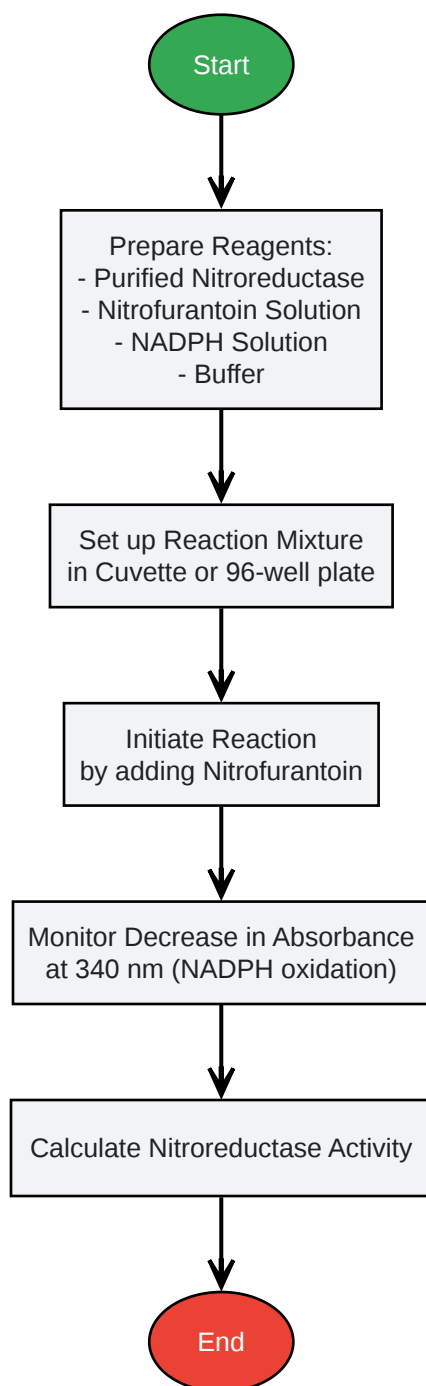 Start
Prepare Reagents:
- Purified Nitroreductase
- Nitrofurantoin Solution
- NADPH Solution
- Buffer
Set up Reaction Mixture
in Cuvette or 96-well plate
Initiate Reaction
by adding Nitrofurantoin
Monitor Decrease in Absorbance
at 340 nm (NADPH oxidation)
Calculate Nitroreductase Activity
End